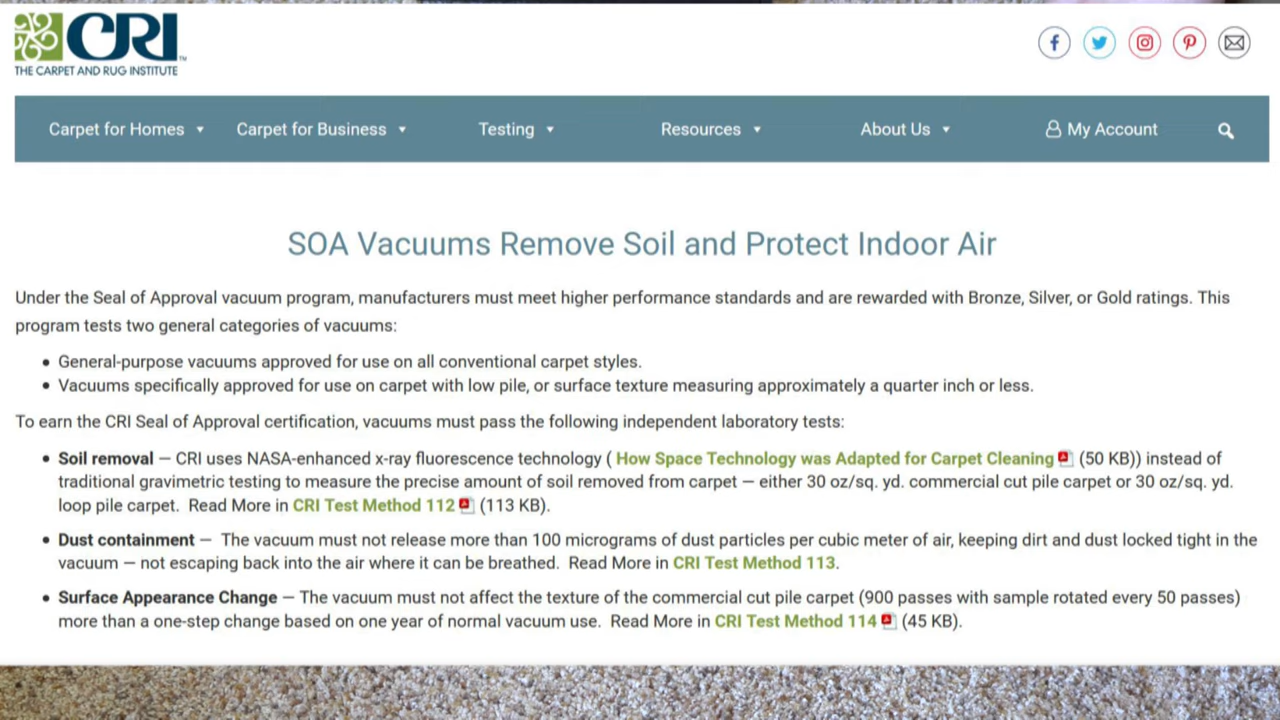 CRI
THE CARPET AND RUG INSTITUTE
Carpet for Homes
Carpet for Business
Testing
Resources
About Us
My Account
SOA Vacuums Remove Soil and Protect Indoor Air
Under the Seal of Approval vacuum program, manufacturers must meet higher performance standards and are rewarded with Bronze, Silver, or Gold ratings. This
program tests two general categories of vacuums:
• General-purpose vacuums approved for use on all conventional carpet styles.
• Vacuums specifically approved for use on carpet with low pile, or surface texture measuring approximately a quarter inch or less.
To earn the CRI Seal of Approval certification, vacuums must pass the following independent laboratory tests:
• Soil removal — CRI uses NASA-enhanced x-ray fluorescence technology ( How Space Technology was Adapted for Carpet Cleaning (50 KB)) instead of
traditional gravimetric testing to measure the precise amount of soil removed from carpet — either 30 oz/sq. yd. commercial cut pile carpet or 30 oz/sq. yd.
loop pile carpet. Read More in CRI Test Method 112 (113 KB).
• Dust containment — The vacuum must not release more than 100 micrograms of dust particles per cubic meter of air, keeping dirt and dust locked tight in the
vacuum — not escaping back into the air where it can be breathed. Read More in CRI Test Method 113.
• Surface Appearance Change — The vacuum must not affect the texture of the commercial cut pile carpet (900 passes with sample rotated every 50 passes)
more than a one-step change based on one year of normal vacuum use. Read More in CRI Test Method 114 (45 KB).